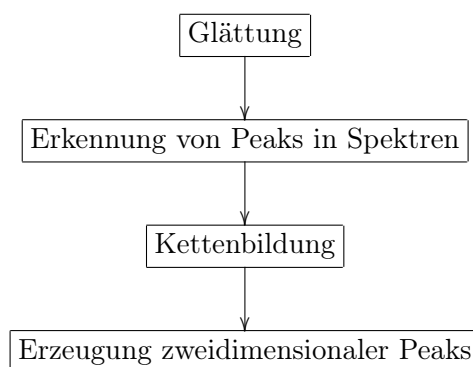 Glättung
Erkennung von Peaks in Spektren
Kettenbildung
Erzeugung zweidimensionaler Peaks